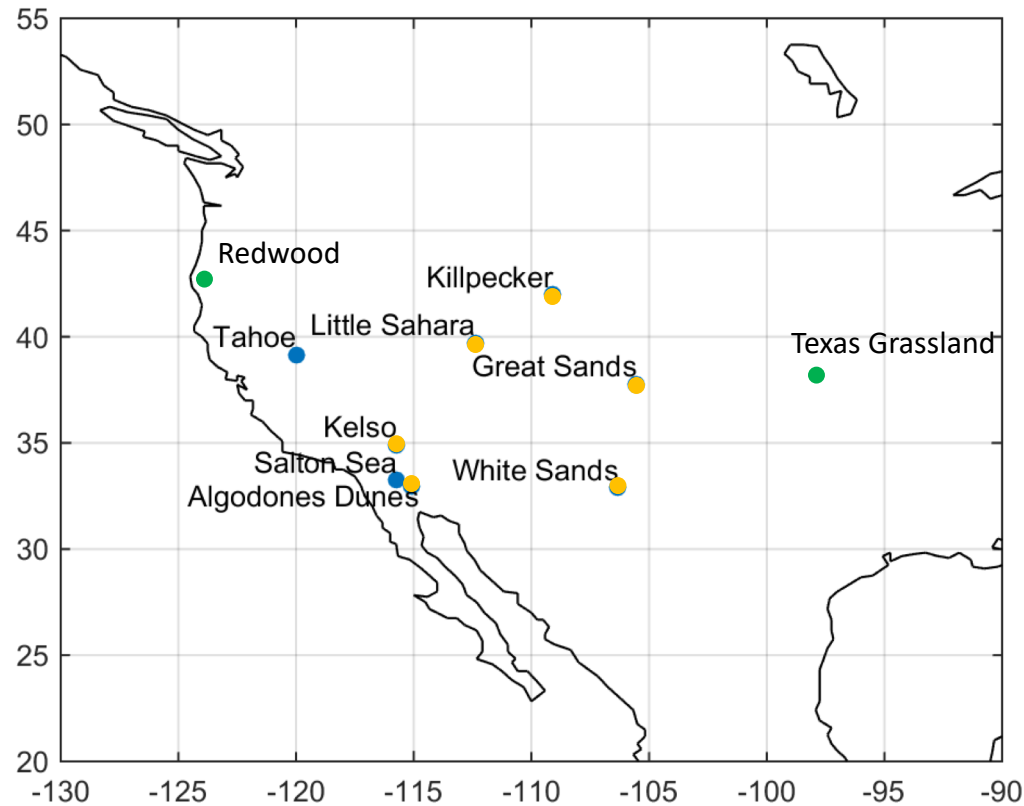 55
50
45
40
35
30
25
20
Redwood
Killpecker
Tahoe
Little Sahara
Texas Grassland
Great Sands
Kelso
Salton Sea
White Sands
Algodones Dunes
-130 -125 -120 -115 -110 -105 -100 -95 -90